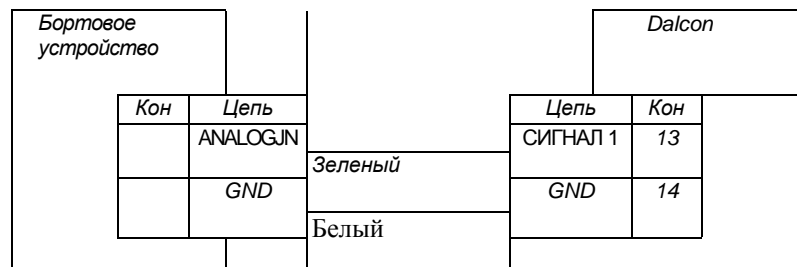 Бортовое
устройство
Dalcon
Кон Цепь
Цепь Кон
ANALOGJN
СИГНАЛ 1 13
Зеленый
GND
GND 14
Белый